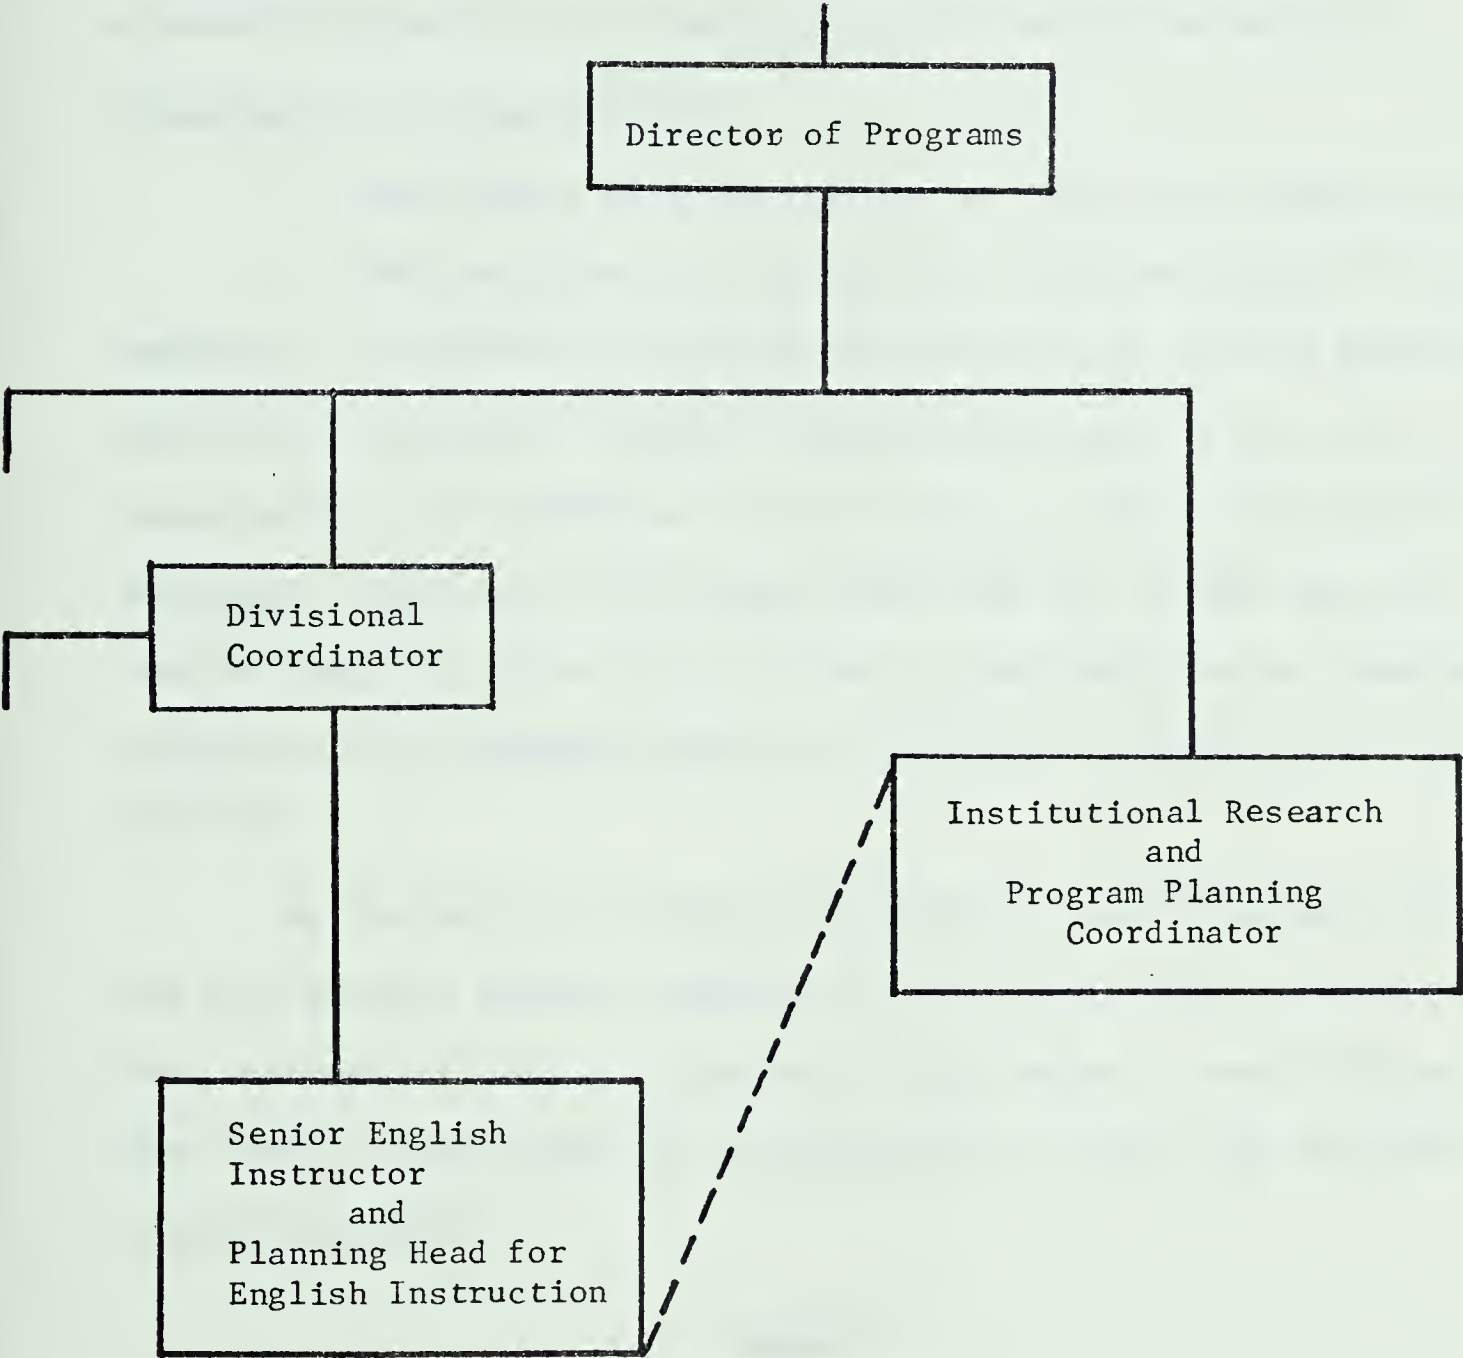 Director of Programs
Divisional
Coordinator
Institutional Research
and
Program Planning
Coordinator
Senior English
Instructor
and
Planning Head for
English Instruction